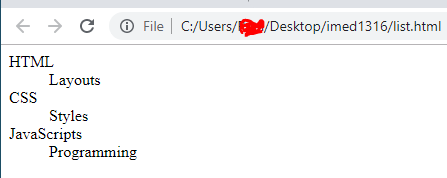 File C:/Users/ /Desktop/imed1316/list.html
HTML
Layouts
CSS
Styles
JavaScripts
Programming